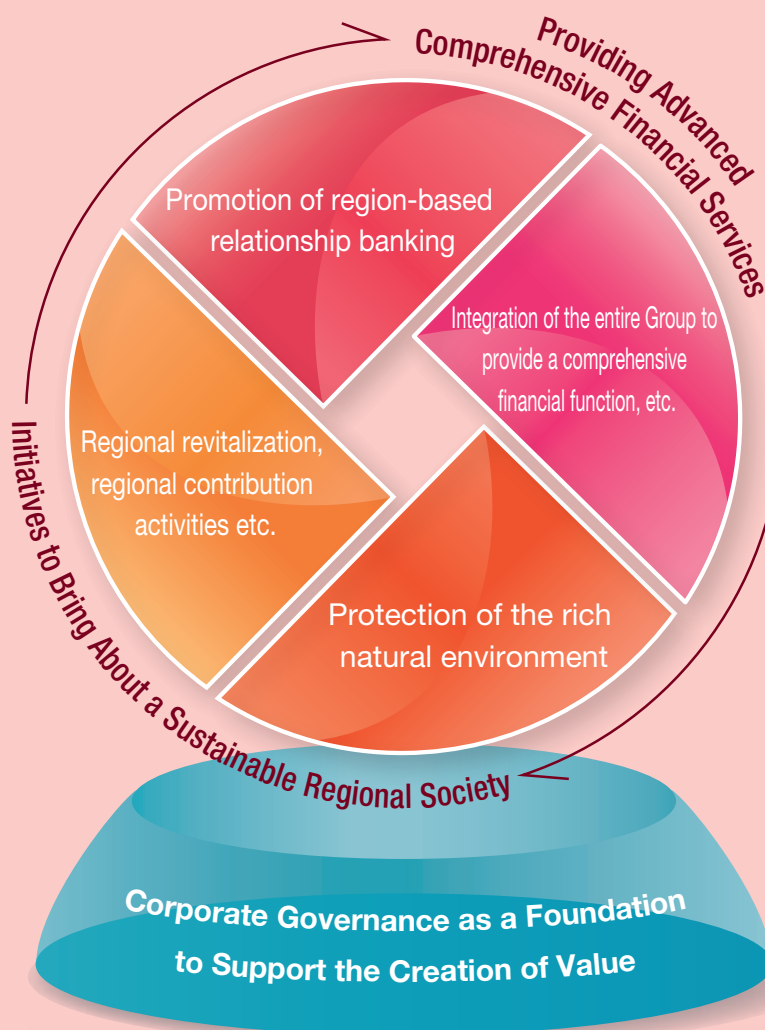 Providing Advanced
Comprehensive Financial Services
Promotion of region-based
relationship banking
Integration of the entire Group to
provide a comprehensive
financial function, etc.
Regional revitalization,
regional contribution
activities etc.
Protection of the rich
natural environment
Initiatives to Bring About a Sustainable Regional Society
Corporate Governance as a Foundation
to Support the Creation of Value